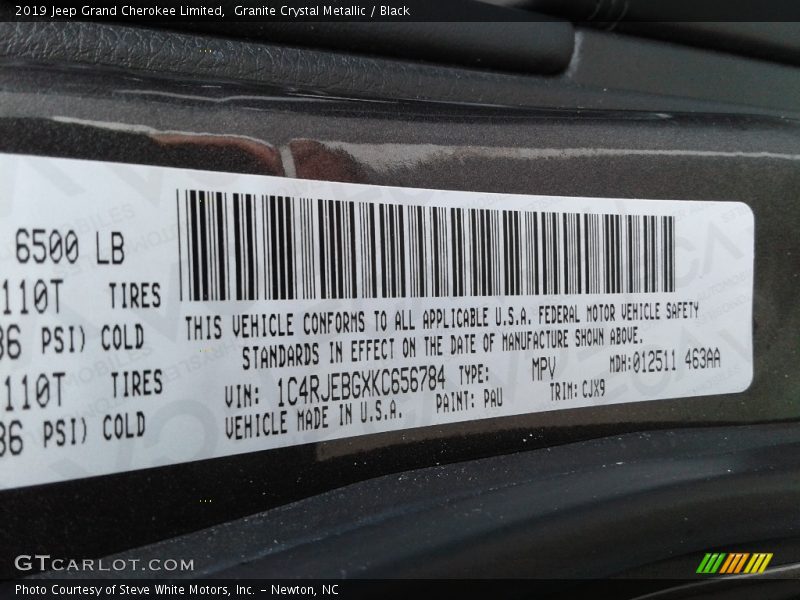 2019 Jeep Grand Cherokee Limited,  Granite Crystal Metallic / Black
6500 LB
110T TIRES
PSI) COLD
110T TIRES
PSI) COLD
THIS VEHICLE CONFORMS TO ALL APPLICABLE U.S.A. FEDERAL MOTOR VEHICLE SAFETY
STANDARDS IN EFFECT ON THE DATE OF MANUFACTURE SHOWN ABOVE.
VIN: 1C4RJEBGXKC656784 TYPE: MPV MDH:012511 463AA
VEHICLE MADE IN U.S.A. PAINT: PAU TRIM: CJX9
GTCARLOT.COM
Photo Courtesy of Steve White Motors, Inc. – Newton, NC